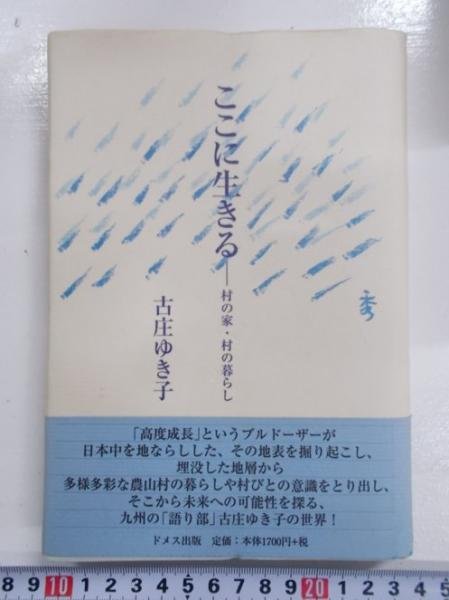 ここに生きる―村の家・村の暮らし
古庄ゆき子
秀
「高度成長」というブルドーザーが
日本中を地ならしした、その地表を掘り起こし、
埋没した地層から
多様多彩な農山村の暮らしや村びとの意識をとり出し、
そこから未来への可能性を探る、
九州の「語り部」古庄ゆき子の世界！
ドメス出版 定価：本体1700円+税
8 9 10 1 2 3 4 5 6 7 8 9 20 1 2 3 4 5